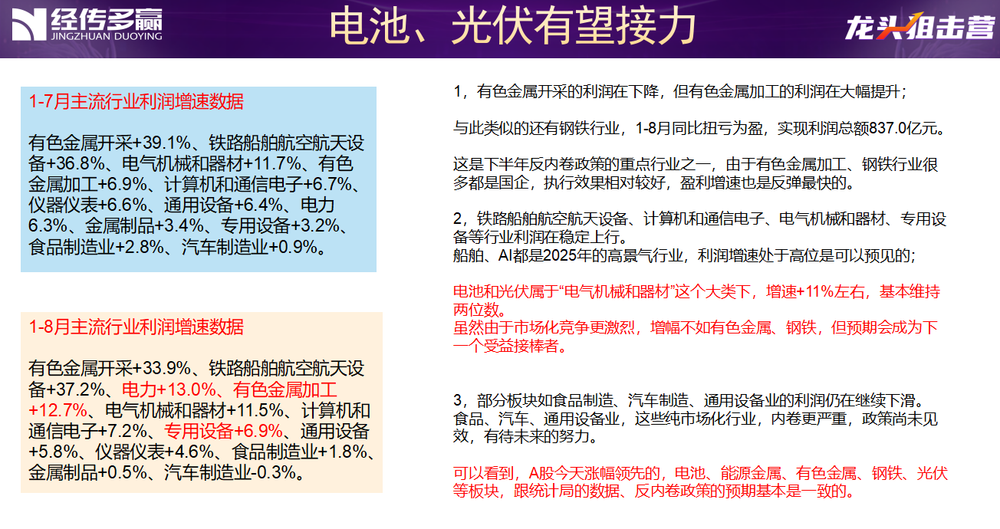 经传多赢
JINGZHUAN DUOYING
电池、光伏有望接力
龙头狙击营
1-7月主流行业利润增速数据
有色金属开采+39.1%、铁路船舶航空航天设
备+36.8%、电气机械和器材+11.7%、有色
金属加工+6.9%、计算机和通信电子+6.7%、
仪器仪表+6.6%、通用设备+6.4%、电力
6.3%、金属制品+3.4%、专用设备+3.2%、
食品制造业+2.8%、汽车制造业+0.9%。
1-8月主流行业利润增速数据
有色金属开采+33.9%、铁路船舶航空航天设
备+37.2%、电力+13.0%、有色金属加工
+12.7%、电气机械和器材+11.5%、计算机和
通信电子+7.2%、专用设备+6.9%、通用设备
+5.8%、仪器仪表+4.6%、食品制造业+1.8%、
金属制品+0.5%、汽车制造业-0.3%。
1，有色金属开采的利润在下降，但有色金属加工的利润在大幅提升；
与此类似的还有钢铁行业，1-8月同比扭亏为盈，实现利润总额837.0亿元。
这是下半年反内卷政策的重点行业之一，由于有色金属加工、钢铁行业很
多都是国企，执行效果相对较好，盈利增速也是反弹最快的。
2，铁路船舶航空航天设备、计算机和通信电子、电气机械和器材、专用设
备等行业利润在稳定上行。
船舶、AI都是2025年的高景气行业，利润增速处于高位是可以预见的；
电池和光伏属于“电气机械和器材”这个大类下，增速+11%左右，基本维持
两位数。
虽然由于市场化竞争更激烈，增幅不如有色金属、钢铁，但预期会成为下
一个受益接棒者。
3，部分板块如食品制造、汽车制造、通用设备业的利润仍在继续下滑。
食品、汽车、通用设备业，这些纯市场化行业，内卷更严重，政策尚未见
效，有待未来的努力。
可以看到，A股今天涨幅领先的，电池、能源金属、有色金属、钢铁、光伏
等板块，跟统计局的数据、反内卷政策的预期基本是一致的。